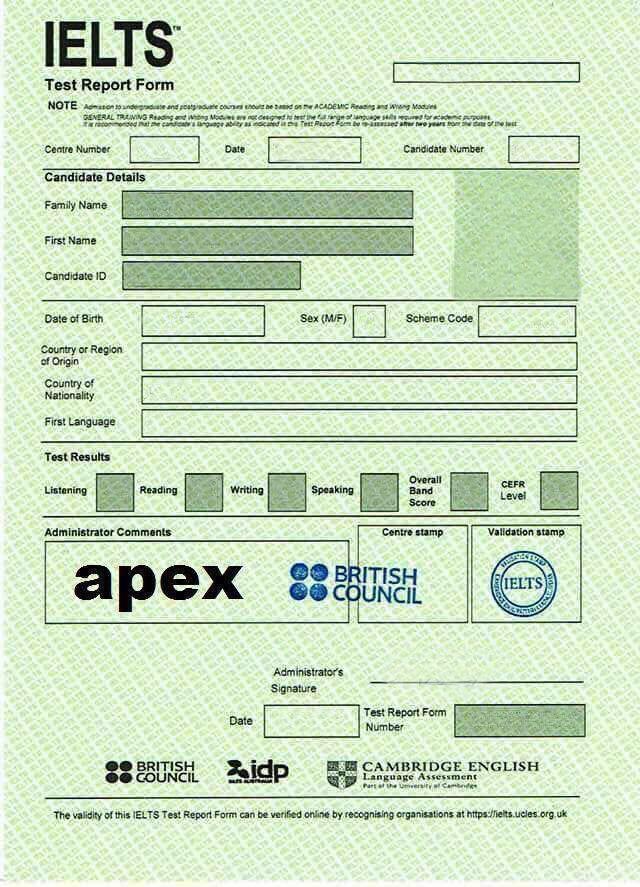 IELTS™
Test Report Form
NOTE Admission to undergraduate and postgraduate courses should be based on the ACADEMIC Reading and Writing Modules
GENERAL TRAINING Reading and Writing Modules are not designed to test the full range of language skills required for academic purposes.
It is recommended that the candidate's language ability as indicated in this Test Report Form be re-assessed after two years from the date of the test.
Centre Number Date Candidate Number
Candidate Details
Family Name
First Name
Candidate ID
Date of Birth Sex (M/F) Scheme Code
Country or Region
of Origin
Country of
Nationality
First Language
Test Results
Listening Reading Writing Speaking Overall Band Score CEFR Level
Administrator Comments Centre stamp Validation stamp
apex BRITISH COUNCIL IELTS
Administrator's
Signature
Date Test Report Form
Number
BRITISH COUNCIL idp IELTS AUSTRALIA CAMBRIDGE ENGLISH
Language Assessment
Part of the University of Cambridge
The validity of this IELTS Test Report Form can be verified online by recognising organisations at https://ielts.ucles.org.uk